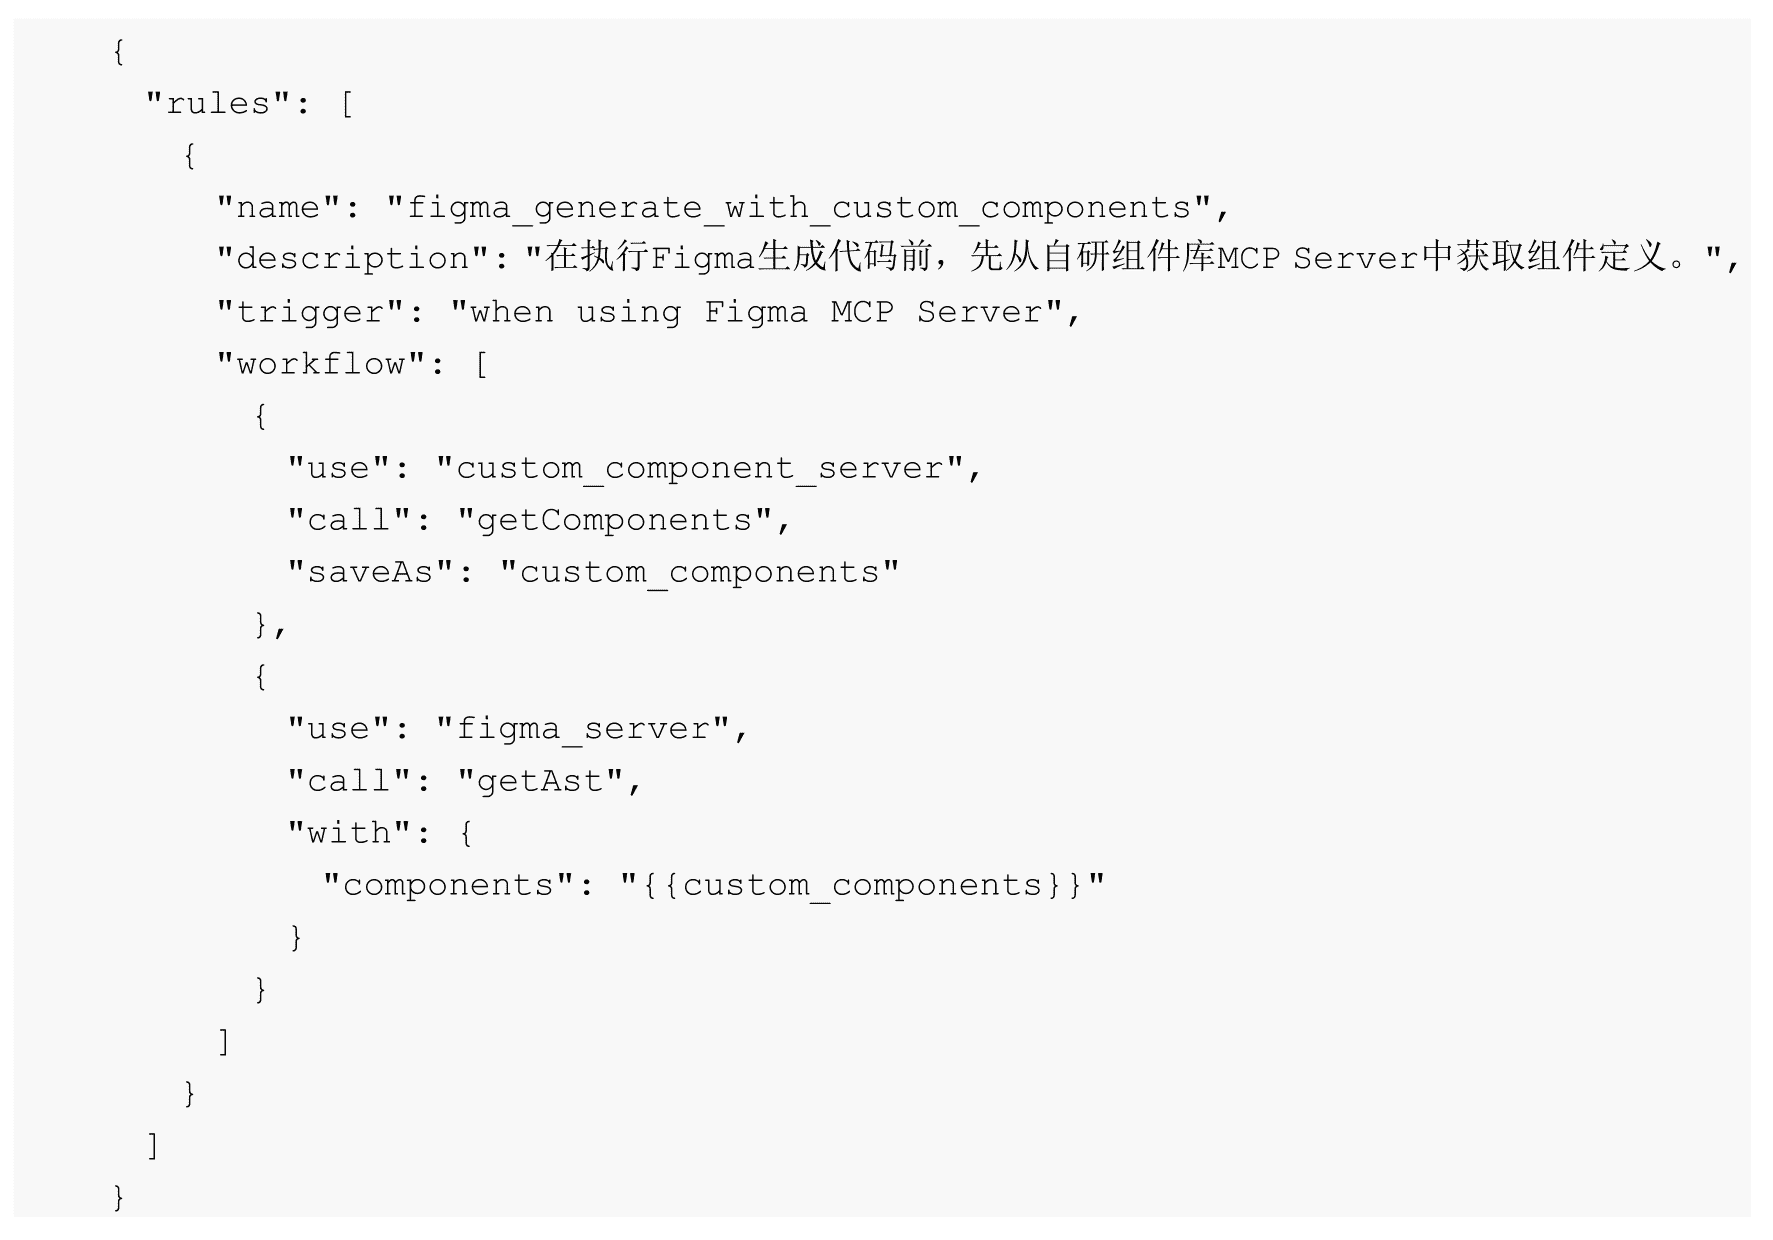 {
"rules": [
{
"name": "figma_generate_with_custom_components",
"description": "在执行Figma生成代码前，先从自研组件库MCP Server中获取组件定义。",
"trigger": "when using Figma MCP Server",
"workflow": [
{
"use": "custom_component_server",
"call": "getComponents",
"saveAs": "custom_components"
},
{
"use": "figma_server",
"call": "getAst",
"with": {
"components": "{{custom_components}}"
}
}
]
}
]
}